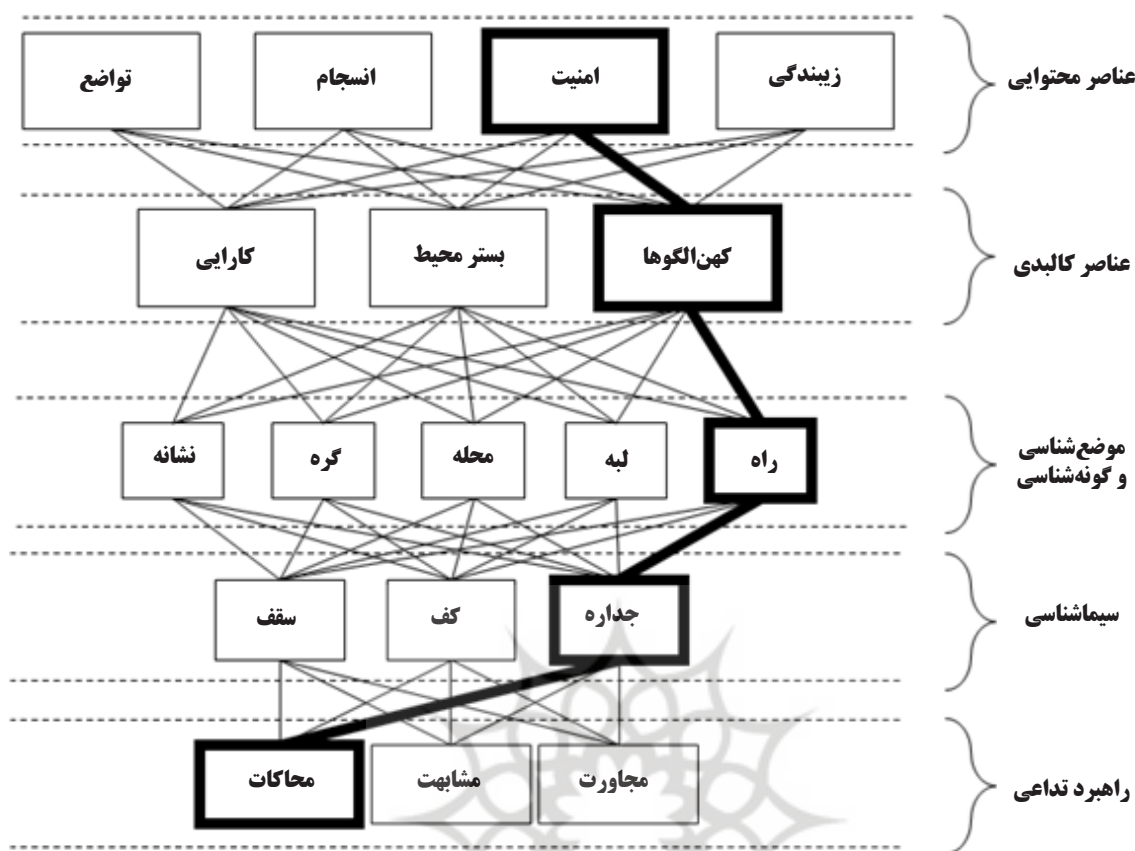 عناصر محتوایی
زیبندگی
امنیت
انسجام
تواضع
عناصر کالبدی
کهن‌الگوها
بستر محیط
کارایی
موضع‌شناسی
و گونه‌شناسی
راه
لبه
محله
گره
نشانه
سیماشناسی
جداره
کف
سقف
راهبرد تداعی
مجاورت
مشابهت
محاکات